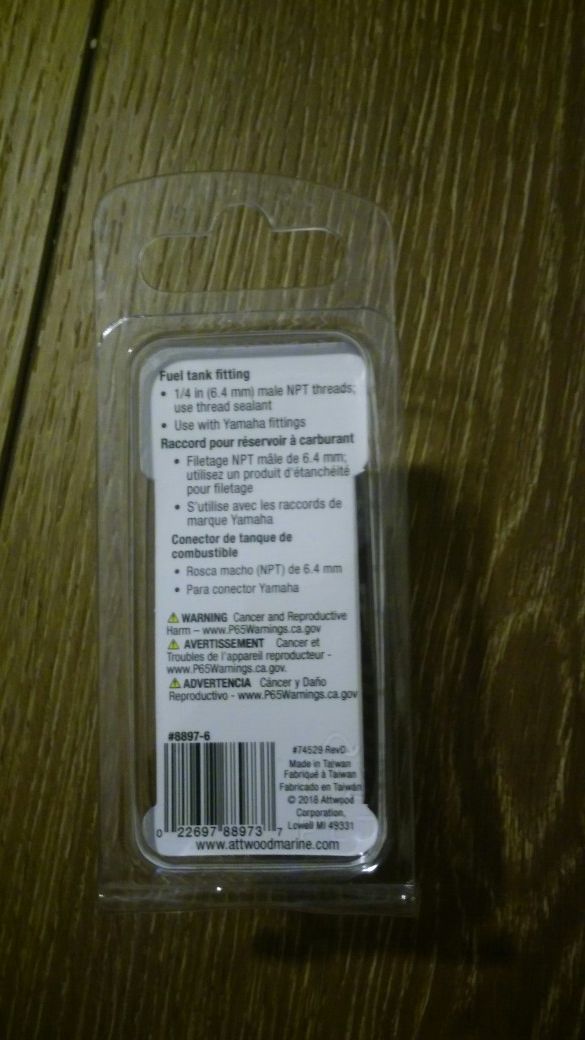 Fuel tank fitting
• 1/4 in (6.4 mm) male NPT threads;
use thread sealant
• Use with Yamaha fittings
Raccord pour réservoir à carburant
• Filetage NPT mâle de 6.4 mm;
utilisez un produit d'étanchéité
pour filetage
• S'utilise avec les raccords de
marque Yamaha
Conector de tanque de
combustible
• Rosca macho (NPT) de 6.4 mm
• Para conector Yamaha
⚠ WARNING Cancer and Reproductive
Harm – www.P65Warnings.ca.gov
⚠ AVERTISSEMENT Cancer et
Troubles de l'appareil reproducteur -
www.P65Warnings.ca.gov.
⚠ ADVERTENCIA Cáncer y Daño
Reproductivo - www.P65Warnings.ca.gov
#8897-6
0 22697 88973 7
#74529 RevD
Made in Taiwan
Fabriqué à Taiwan
Fabricado en Taiwán
© 2018 Attwood
Corporation,
Lowell MI 49331
www.attwoodmarine.com